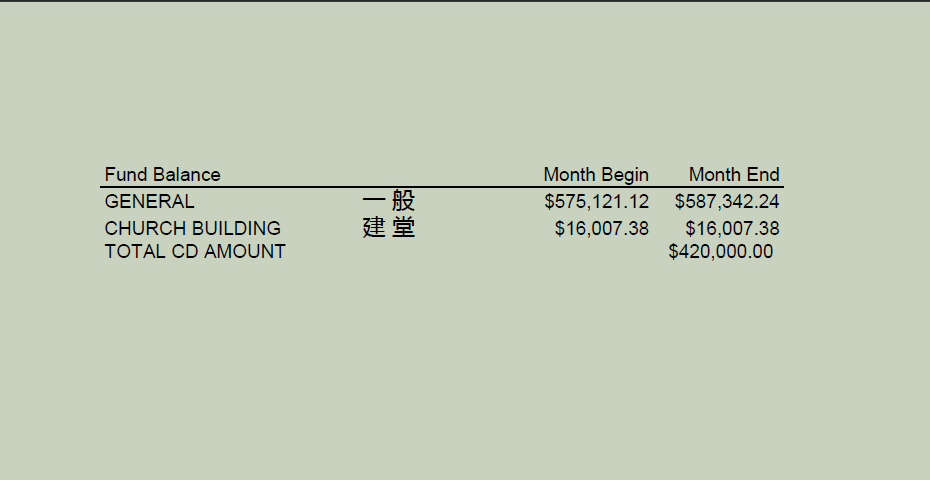 Fund Balance Month Begin Month End
GENERAL 一般 $575,121.12 $587,342.24
CHURCH BUILDING 建堂 $16,007.38 $16,007.38
TOTAL CD AMOUNT $420,000.00